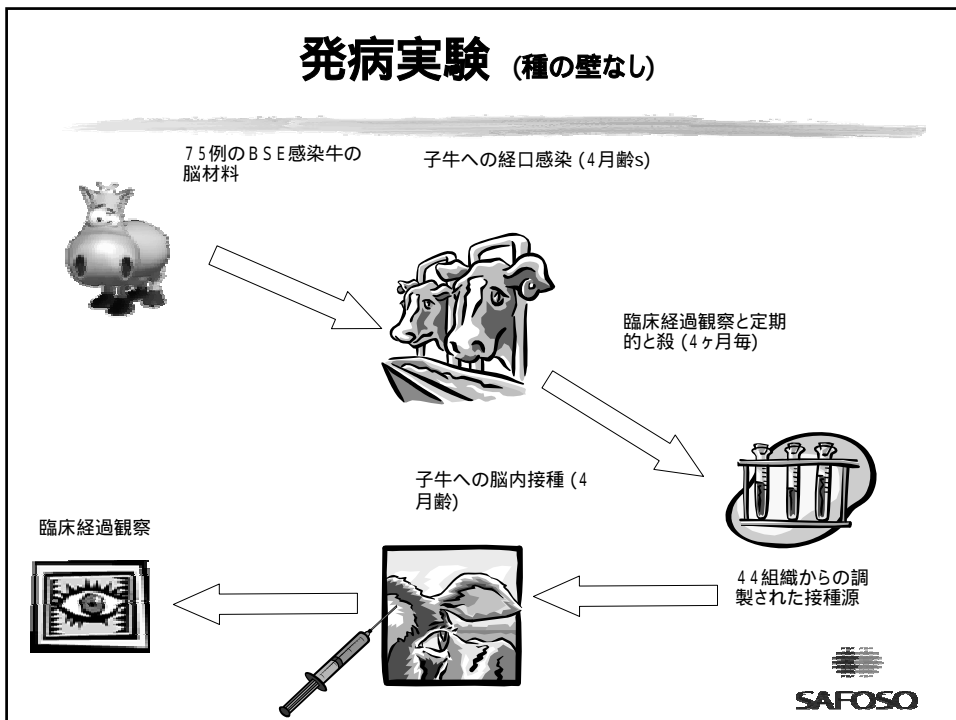 発病実験 (種の壁なし)
75例のBSE感染牛の
脳材料
子牛への経口感染 (4月齢s)
臨床経過観察と定期
的と殺 (4ヶ月毎)
44組織からの調
製された接種源
子牛への脳内接種 (4
月齢)
臨床経過観察
SAFOSO